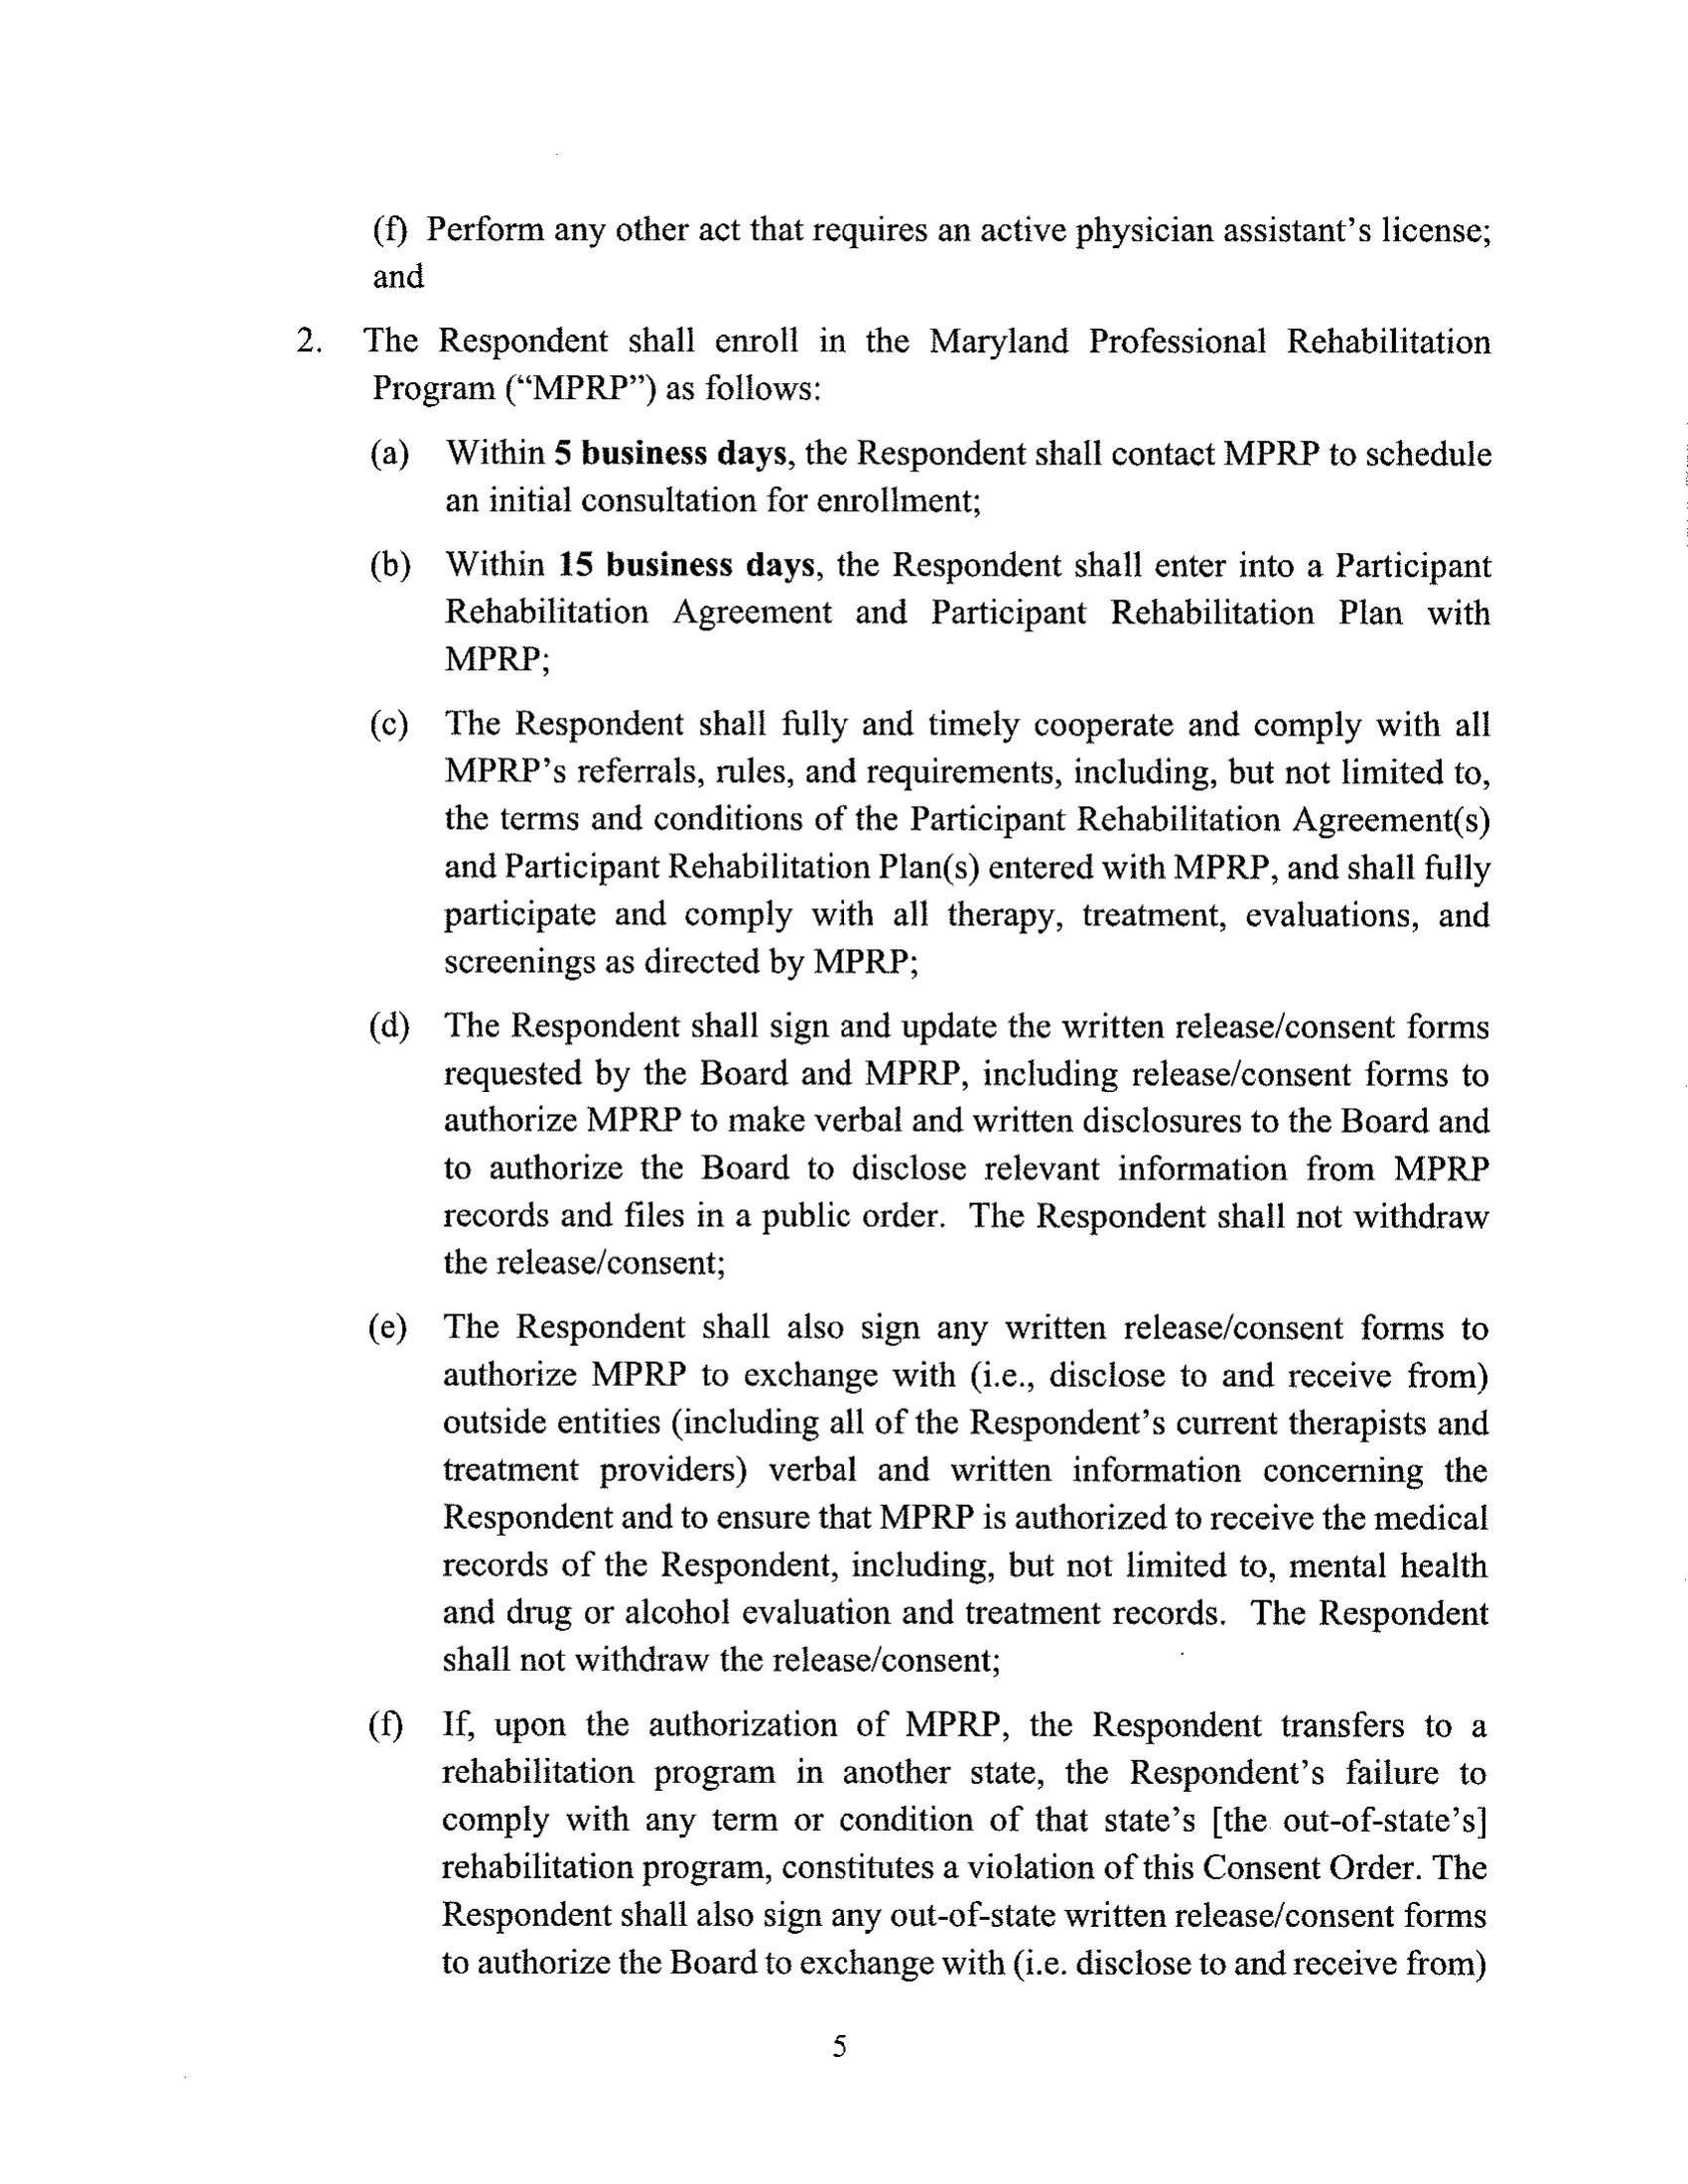 (f) Perform any other act that requires an active physician assistant's license;
and
2. The Respondent shall enroll in the Maryland Professional Rehabilitation
Program (“MPRP”) as follows:
(a) Within 5 business days, the Respondent shall contact MPRP to schedule
an initial consultation for enrollment;
(b) Within 15 business days, the Respondent shall enter into a Participant
Rehabilitation Agreement and Participant Rehabilitation Plan with
MPRP;
(c) The Respondent shall fully and timely cooperate and comply with all
MPRP's referrals, rules, and requirements, including, but not limited to,
the terms and conditions of the Participant Rehabilitation Agreement(s)
and Participant Rehabilitation Plan(s) entered with MPRP, and shall fully
participate and comply with all therapy, treatment, evaluations, and
screenings as directed by MPRP;
(d) The Respondent shall sign and update the written release/consent forms
requested by the Board and MPRP, including release/consent forms to
authorize MPRP to make verbal and written disclosures to the Board and
to authorize the Board to disclose relevant information from MPRP
records and files in a public order. The Respondent shall not withdraw
the release/consent;
(e) The Respondent shall also sign any written release/consent forms to
authorize MPRP to exchange with (i.e., disclose to and receive from)
outside entities (including all of the Respondent's current therapists and
treatment providers) verbal and written information concerning the
Respondent and to ensure that MPRP is authorized to receive the medical
records of the Respondent, including, but not limited to, mental health
and drug or alcohol evaluation and treatment records. The Respondent
shall not withdraw the release/consent;
(f) If, upon the authorization of MPRP, the Respondent transfers to a
rehabilitation program in another state, the Respondent's failure to
comply with any term or condition of that state's [the out-of-state's]
rehabilitation program, constitutes a violation of this Consent Order. The
Respondent shall also sign any out-of-state written release/consent forms
to authorize the Board to exchange with (i.e. disclose to and receive from)
5